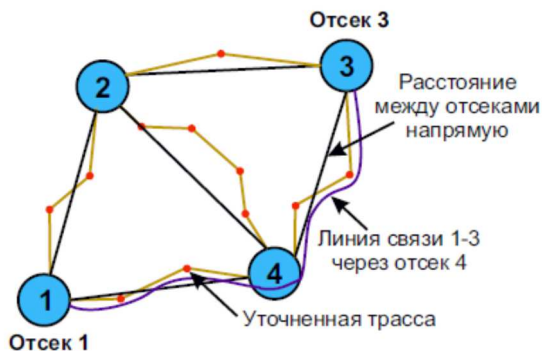 Отсек 3
3
2
Расстояние
между отсеками
напрямую
Линия связи 1-3
через отсек 4
4
1
Уточненная трасса
Отсек 1